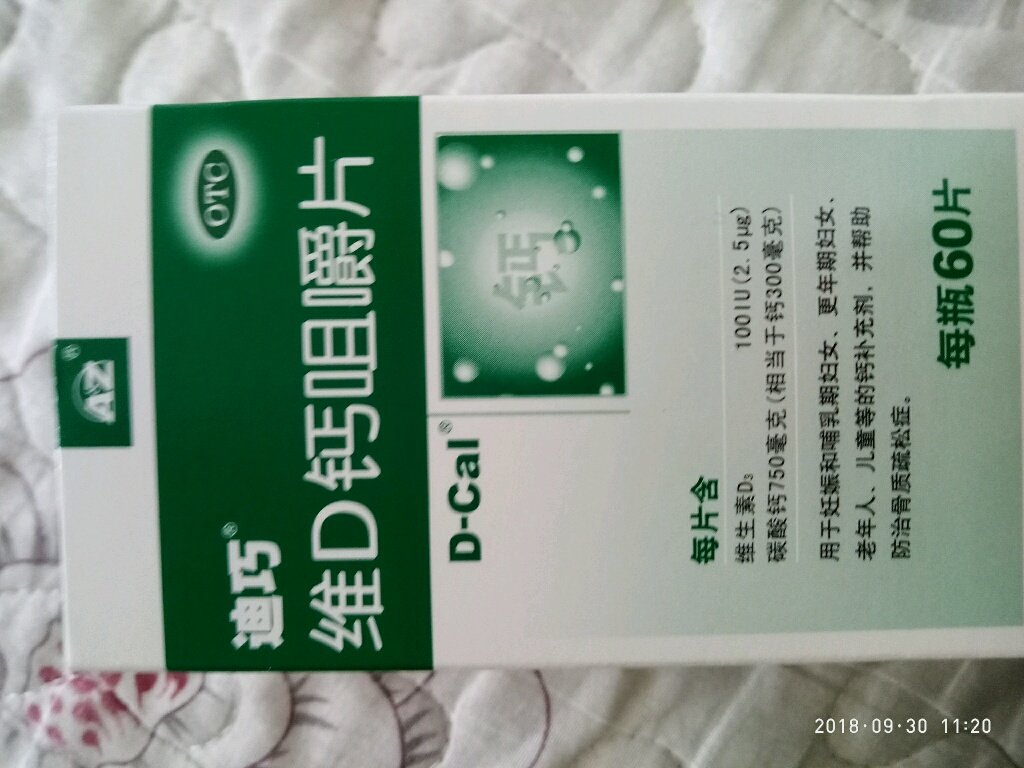 AZ®
OTC
迪巧®
维D钙咀嚼片
D-Cal®
钙
每片含
维生素D₃ 100IU(2.5μg)
碳酸钙750毫克(相当于钙300毫克)
用于妊娠和哺乳期妇女、更年期妇女、
老年人、儿童等的钙补充剂、并帮助
防治骨质疏松症。
每瓶60片
2018·09·30 11:20